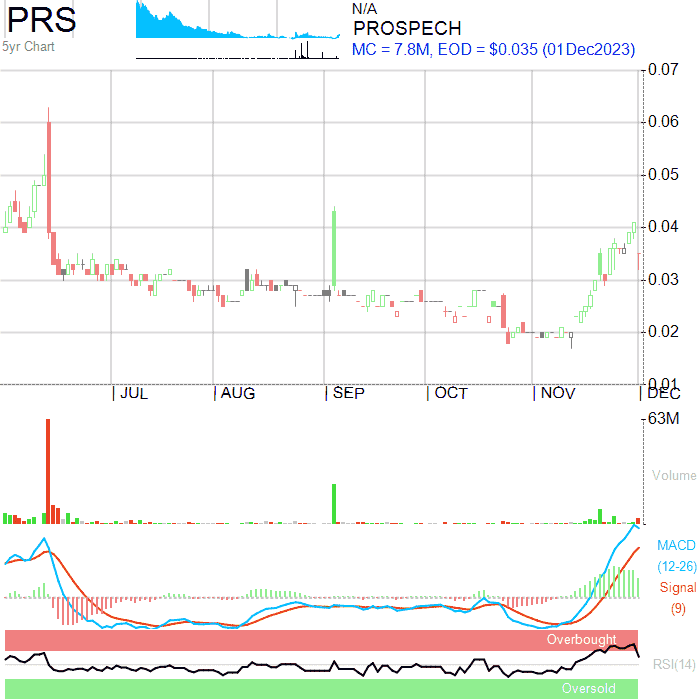 PRS
5yr Chart
N/A
PROSPECH
MC = 7.8M, EOD = $0.035 (01Dec2023)
0.07
0.06
0.05
0.04
0.03
0.02
0.01
JUL
AUG
SEP
OCT
NOV
DEC
63M
Volume
MACD
(12-26)
Signal
(9)
Overbought
RSI(14)
Oversold